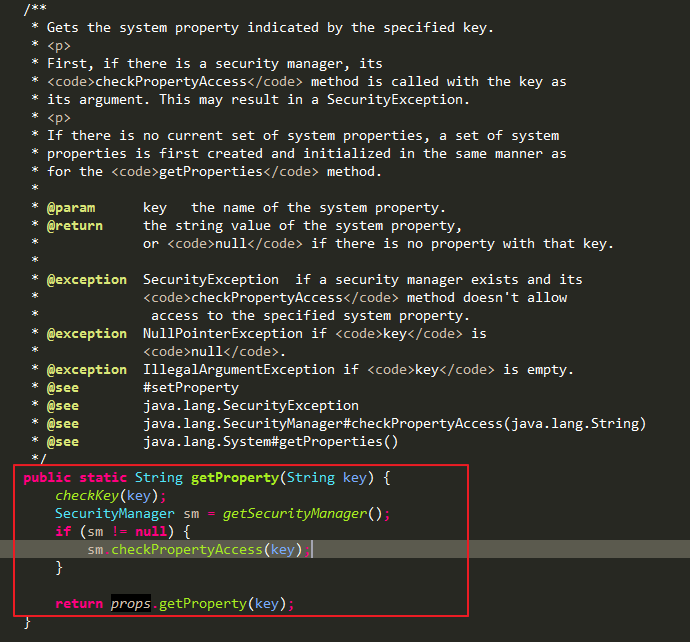 /**
 * Gets the system property indicated by the specified key.
 * <p>
 * First, if there is a security manager, its
 * <code>checkPropertyAccess</code> method is called with the key as
 * its argument. This may result in a SecurityException.
 * <p>
 * If there is no current set of system properties, a set of system
 * properties is first created and initialized in the same manner as
 * for the <code>getProperties</code> method.
 *
 * @param      key   the name of the system property.
 * @return     the string value of the system property,
 *             or <code>null</code> if there is no property with that key.
 *
 * @exception  SecurityException  if a security manager exists and its
 *             <code>checkPropertyAccess</code> method doesn't allow
 *              access to the specified system property.
 * @exception  NullPointerException if <code>key</code> is
 *             <code>null</code>.
 * @exception  IllegalArgumentException if <code>key</code> is empty.
 * @see        #setProperty
 * @see        java.lang.SecurityException
 * @see        java.lang.SecurityManager#checkPropertyAccess(java.lang.String)
 * @see        java.lang.System#getProperties()
 */
public static String getProperty(String key) {
    checkKey(key);
    SecurityManager sm = getSecurityManager();
    if (sm != null) {
        sm.checkPropertyAccess(key);
    }

    return props.getProperty(key);
}